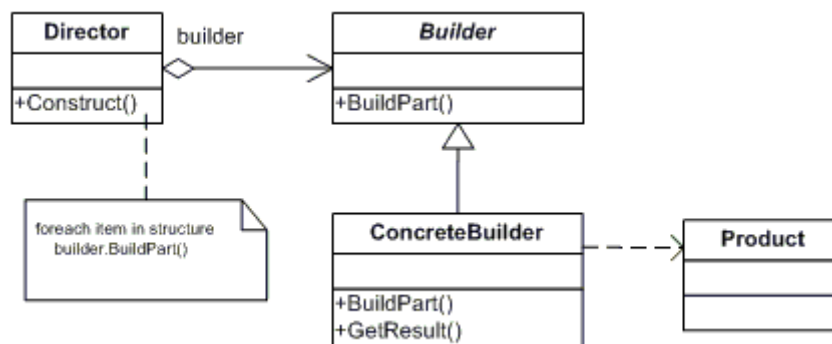 Director
builder
Builder
+Construct()
+BuildPart()
foreach item in structure
builder.BuildPart()
ConcreteBuilder
Product
+BuildPart()
+GetResult()